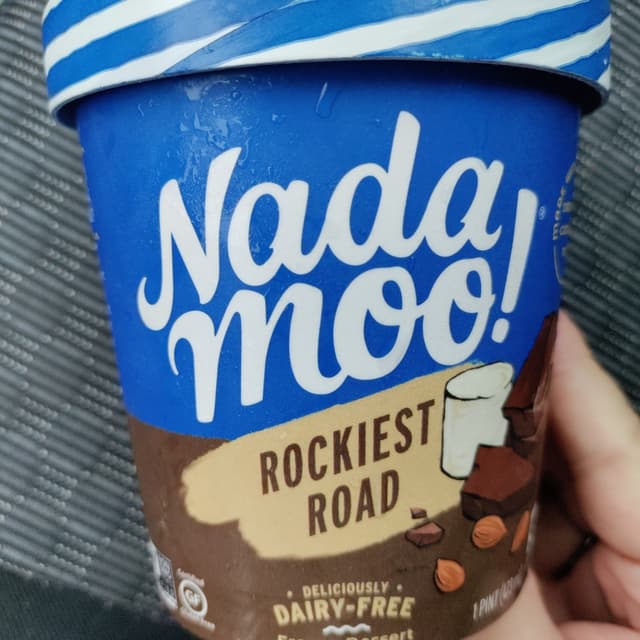 Nada
moo!
ROCKIEST
ROAD
DELICIOUSLY
DAIRY-FREE
1 PINT